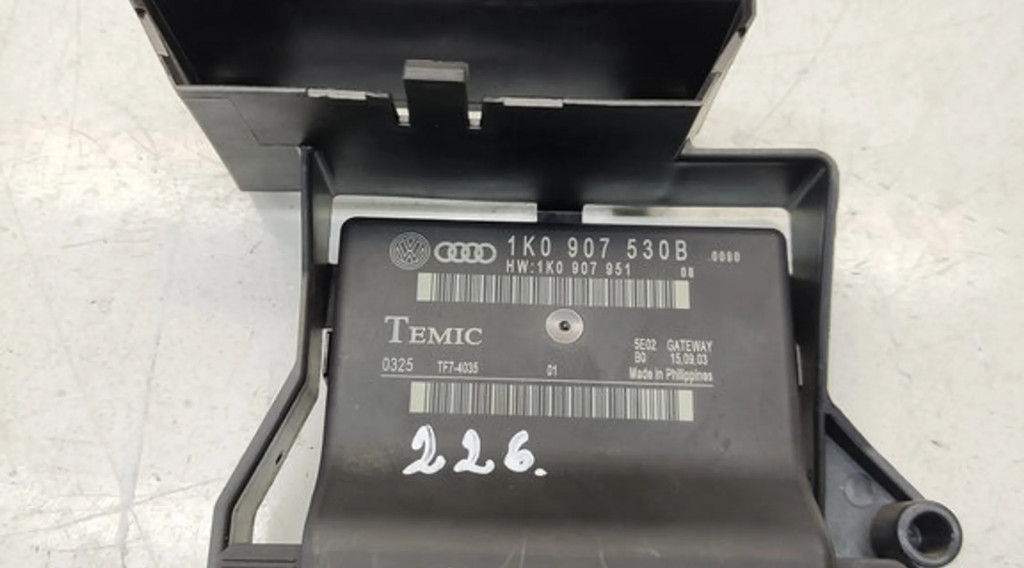 1K0 907 530B .0090
HW:1K0 907 951 08
TEMIC
5E02 GATEWAY
B0 15.09.03
0325 TF7-4035 01 Made in Philippines
226.